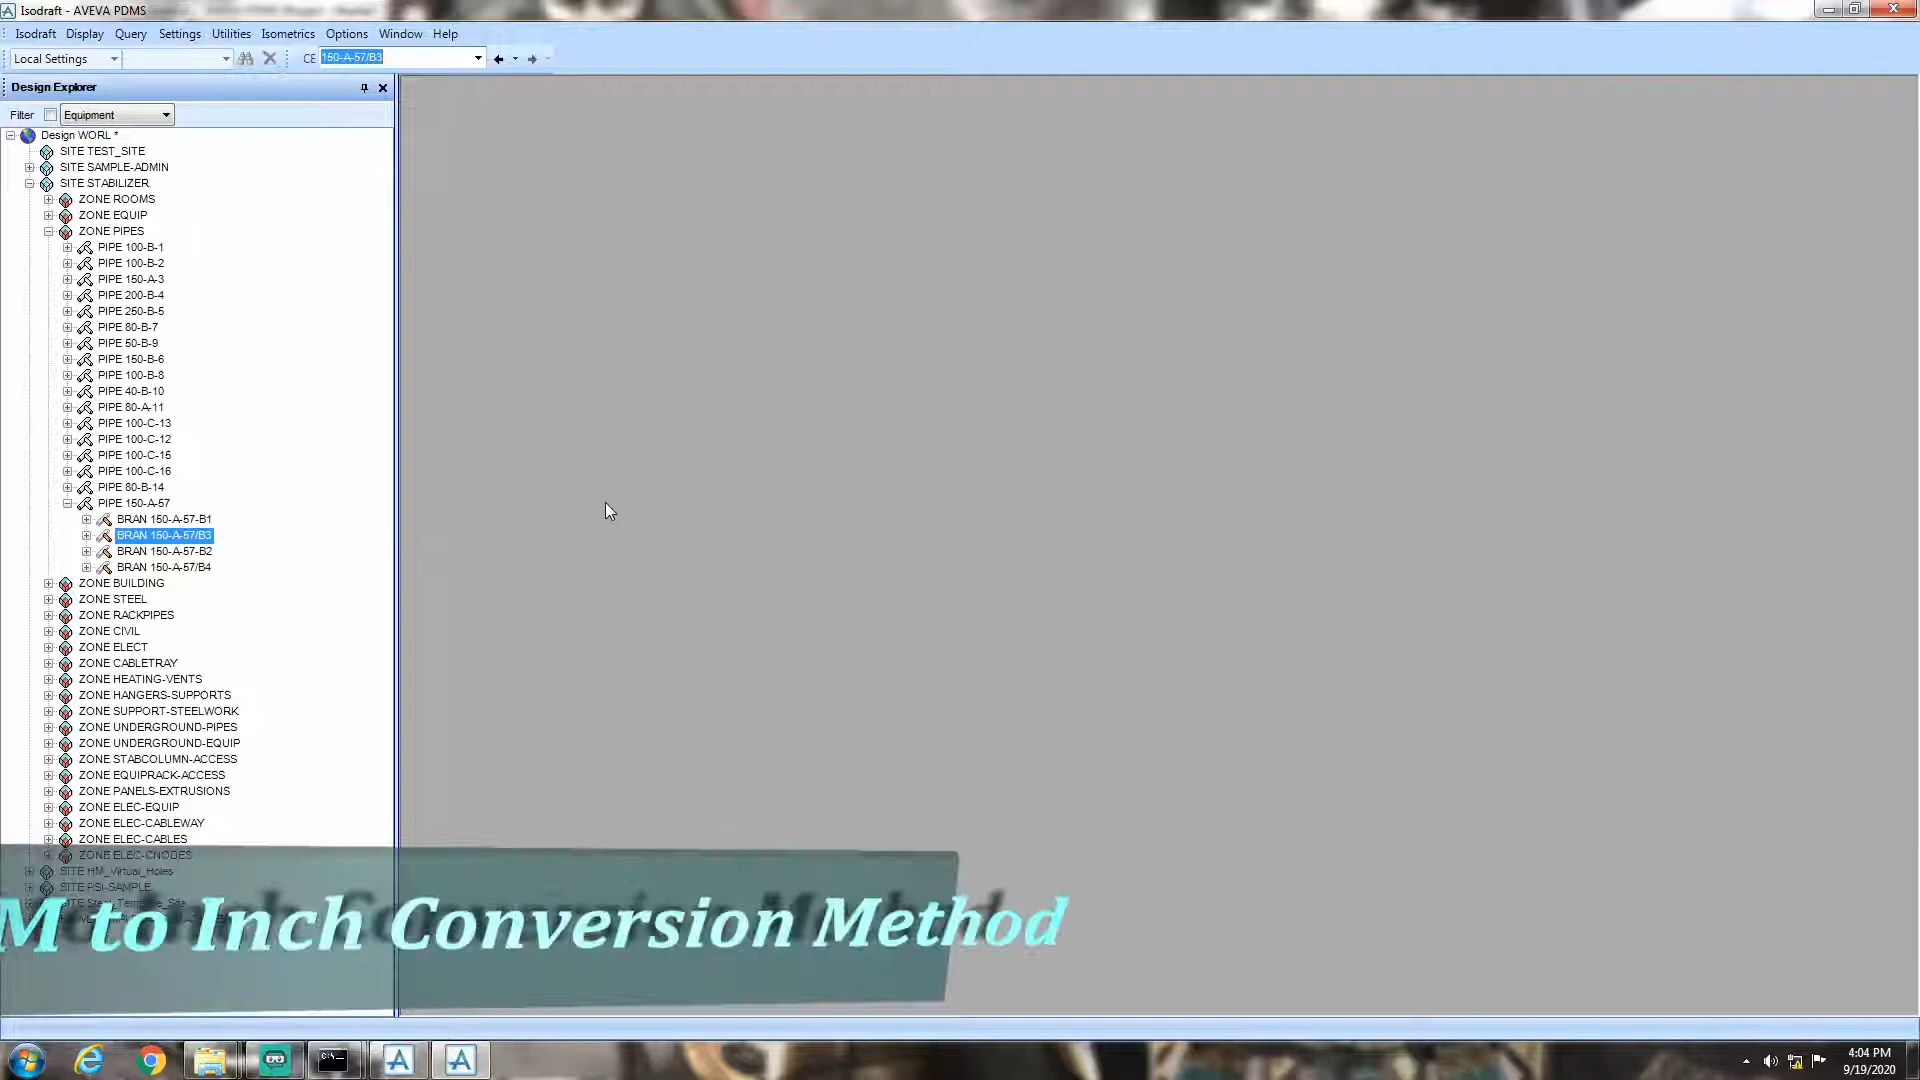 Isodraft - AVEVA PDMS
Isodraft Display Query Settings Utilities Isometrics Options Window Help
Local Settings CE 150-A-57/B3
Design Explorer
Filter Equipment
Design WORL *
SITE TEST_SITE
SITE SAMPLE-ADMIN
SITE STABILIZER
ZONE ROOMS
ZONE EQUIP
ZONE PIPES
PIPE 100-B-1
PIPE 100-B-2
PIPE 150-A-3
PIPE 200-B-4
PIPE 250-B-5
PIPE 80-B-7
PIPE 50-B-9
PIPE 150-B-6
PIPE 100-B-8
PIPE 40-B-10
PIPE 80-A-11
PIPE 100-C-13
PIPE 100-C-12
PIPE 100-C-15
PIPE 100-C-16
PIPE 80-B-14
PIPE 150-A-57
BRAN 150-A-57-B1
BRAN 150-A-57/B3
BRAN 150-A-57-B2
BRAN 150-A-57/B4
ZONE BUILDING
ZONE STEEL
ZONE RACKPIPES
ZONE CIVIL
ZONE ELECT
ZONE CABLETRAY
ZONE HEATING-VENTS
ZONE HANGERS-SUPPORTS
ZONE SUPPORT-STEELWORK
ZONE UNDERGROUND-PIPES
ZONE UNDERGROUND-EQUIP
ZONE STABCOLUMN-ACCESS
ZONE EQUIPRACK-ACCESS
ZONE PANELS-EXTRUSIONS
ZONE ELEC-EQUIP
ZONE ELEC-CABLEWAY
ZONE ELEC-CABLES
ZONE ELEC-CNODES
SITE HM_Virtual_Holes
SITE PSI-SAMPLE
M to Inch Conversion Method
4:04 PM
9/19/2020